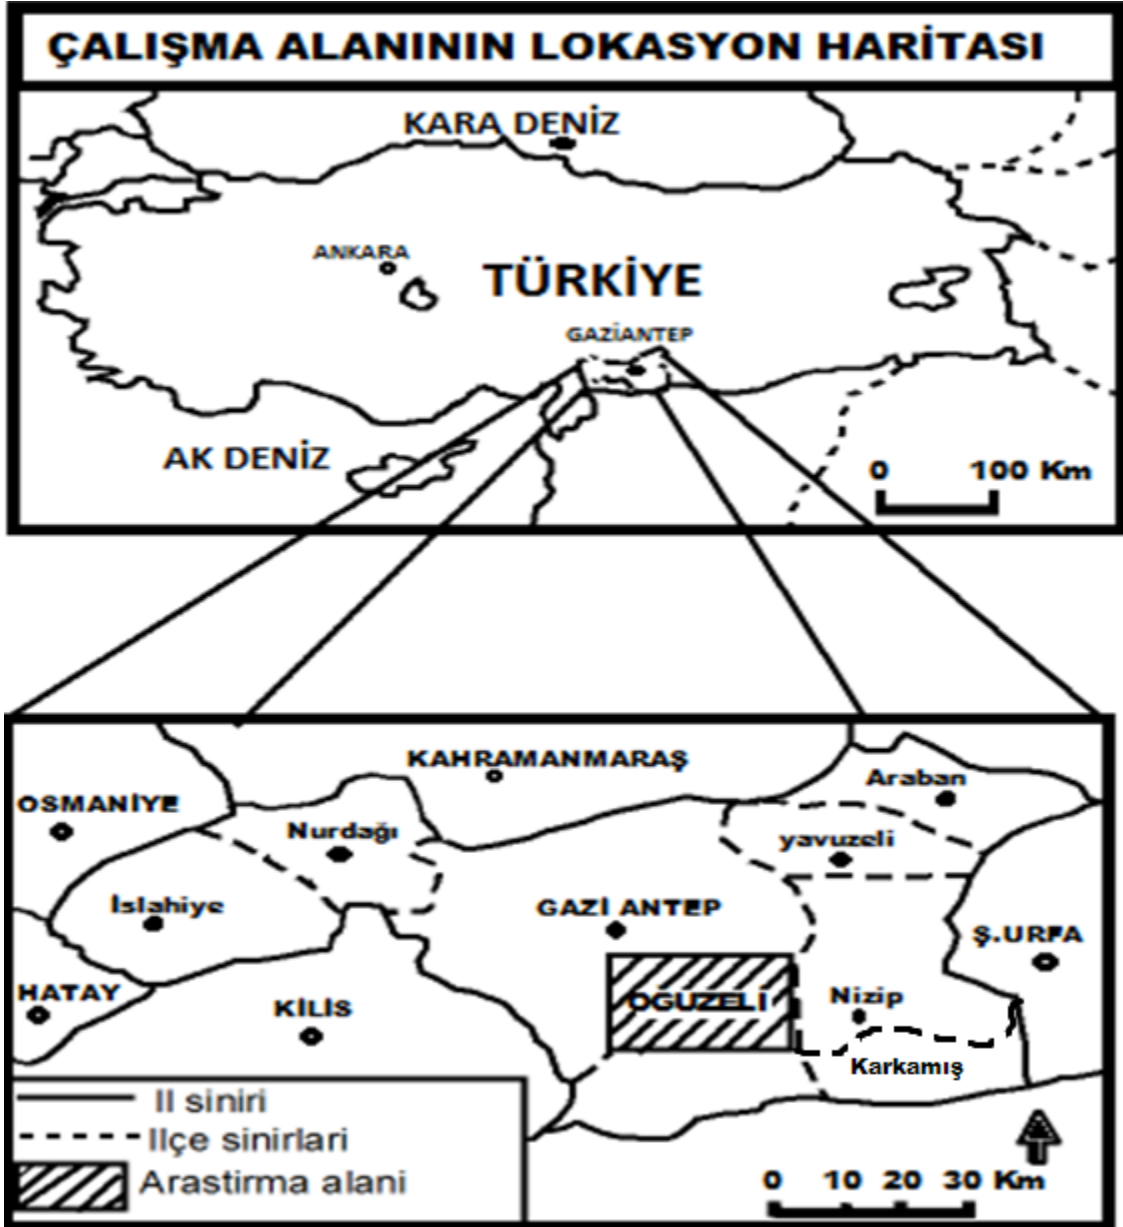 ÇALIŞMA ALANININ LOKASYON HARİTASI
KARA DENİZ
ANKARA
TÜRKİYE
GAZİANTEP
AK DENİZ
0 100 Km
KAHRAMANMARAŞ
Araban
OSMANİYE
Nurdağı
yavuzeli
İslahiye
GAZİ ANTEP
Ş.URFA
HATAY
KİLİS
OĞUZELİ
Nizip
Karkamış
Il siniri
Ilçe sinirlari
Arastirma alani
0 10 20 30 Km